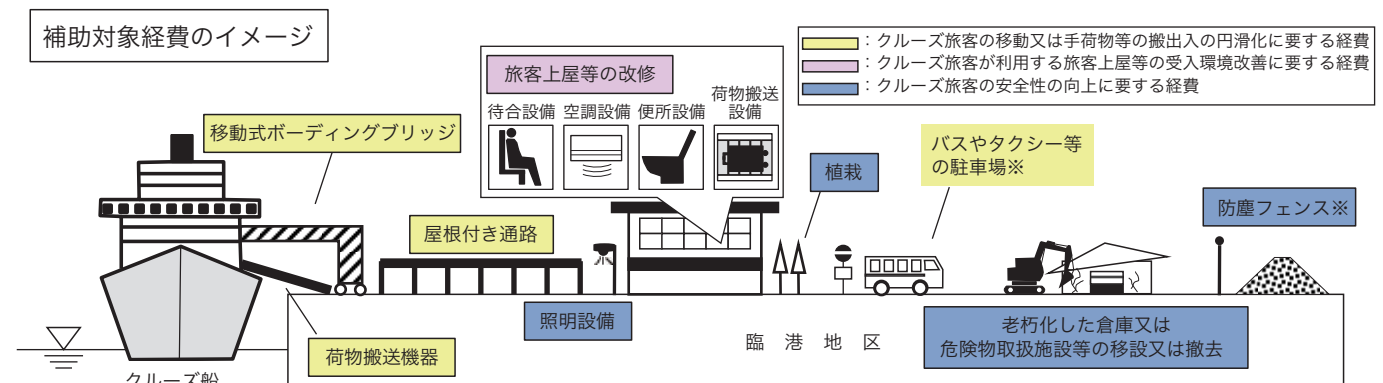 補助対象経費のイメージ
：クルーズ旅客の移動又は手荷物等の搬出入の円滑化に要する経費
：クルーズ旅客が利用する旅客上屋等の受入環境改善に要する経費
：クルーズ旅客の安全性の向上に要する経費
旅客上屋等の改修
待合設備 空調設備 便所設備 荷物搬送
設備
移動式ボーディングブリッジ
植栽
バスやタクシー等
の駐車場※
防塵フェンス※
屋根付き通路
照明設備
臨港地区
老朽化した倉庫又は
危険物取扱施設等の移設又は撤去
荷物搬送機器
クルーズ船